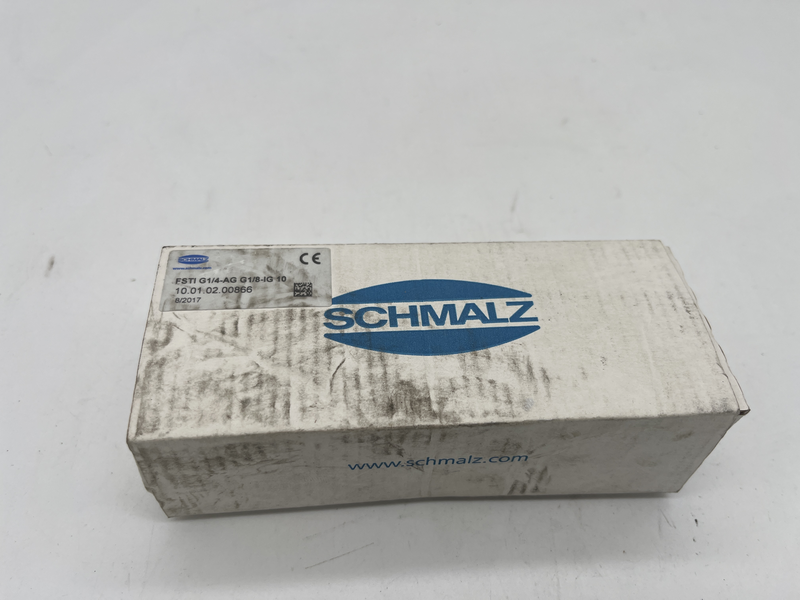 SCHMALZ
CE
FSTI G1/4-AG G1/8-IG 10
10.01.02.00866
8/2017
SCHMALZ
www.schmalz.com